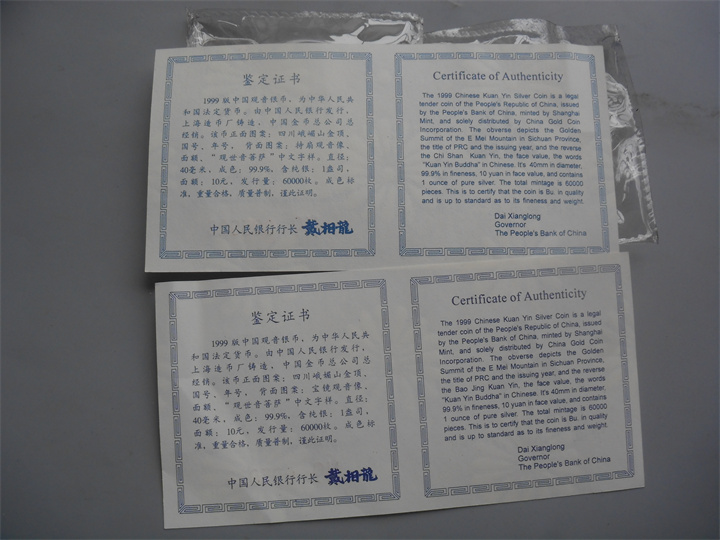 鉴定证书
1999版中国观音银币，为中华人民共
和国法定货币。由中国人民银行发行，
上海造币厂铸造，中国金币总公司总
经销。该币正面图案：四川峨嵋山金顶、
国号、年号，背面图案：持扇观音像、
面额、"观世音菩萨"中文字样。直径：
40毫米，成色：99.9%，含纯银：1盎司，
面额：10元，发行量：60000枚。成色标
准，重量合格，质量普制，谨此证明。
中国人民银行行长 戴相龍
Certificate of Authenticity
The 1999 Chinese Kuan Yin Silver Coin is a legal
tender coin of the People's Republic of China, issued
by the People's Bank of China, minted by Shanghai
Mint, and solely distributed by China Gold Coin
Incorporation. The obverse depicts the Golden
Summit of the E Mei Mountain in Sichuan Province,
the title of PRC and the issuing year, and the reverse
the Chi Shan Kuan Yin, the face value, the words
"Kuan Yin Buddha" in Chinese. It's 40mm in diameter,
99.9% in fineness, 10 yuan in face value, and contains
1 ounce of pure silver. The total mintage is 60000
pieces. This is to certify that the coin is Bu. in quality
and is up to standard as to its fineness and weight.
Dai Xianglong
Governor
The People's Bank of China
鉴定证书
1999版中国观音银币，为中华人民共
和国法定货币。由中国人民银行发行，
上海造币厂铸造，中国金币总公司总
经销。该币正面图案：四川峨嵋山金顶、
国号、年号，背面图案：宝镜观音像、
面额、"观世音菩萨"中文字样。直径：
40毫米，成色：99.9%，含纯银：1盎司，
面额：10元，发行量：60000枚。成色标
准，重量合格，质量普制，谨此证明。
中国人民银行行长 戴相龍
Certificate of Authenticity
The 1999 Chinese Kuan Yin Silver Coin is a legal
tender coin of the People's Republic of China, issued
by the People's Bank of China, minted by Shanghai
Mint, and solely distributed by China Gold Coin
Incorporation. The obverse depicts the Golden
Summit of the E Mei Mountain in Sichuan Province,
the title of PRC and the issuing year, and the reverse
the Bao Jing Kuan Yin, the face value, the words
"Kuan Yin Buddha" in Chinese. It's 40mm in diameter,
99.9% in fineness, 10 yuan in face value, and contains
1 ounce of pure silver. The total mintage is 60000
pieces. This is to certify that the coin is Bu. in quality
and is up to standard as to its fineness and weight.
Dai Xianglong
Governor
The People's Bank of China